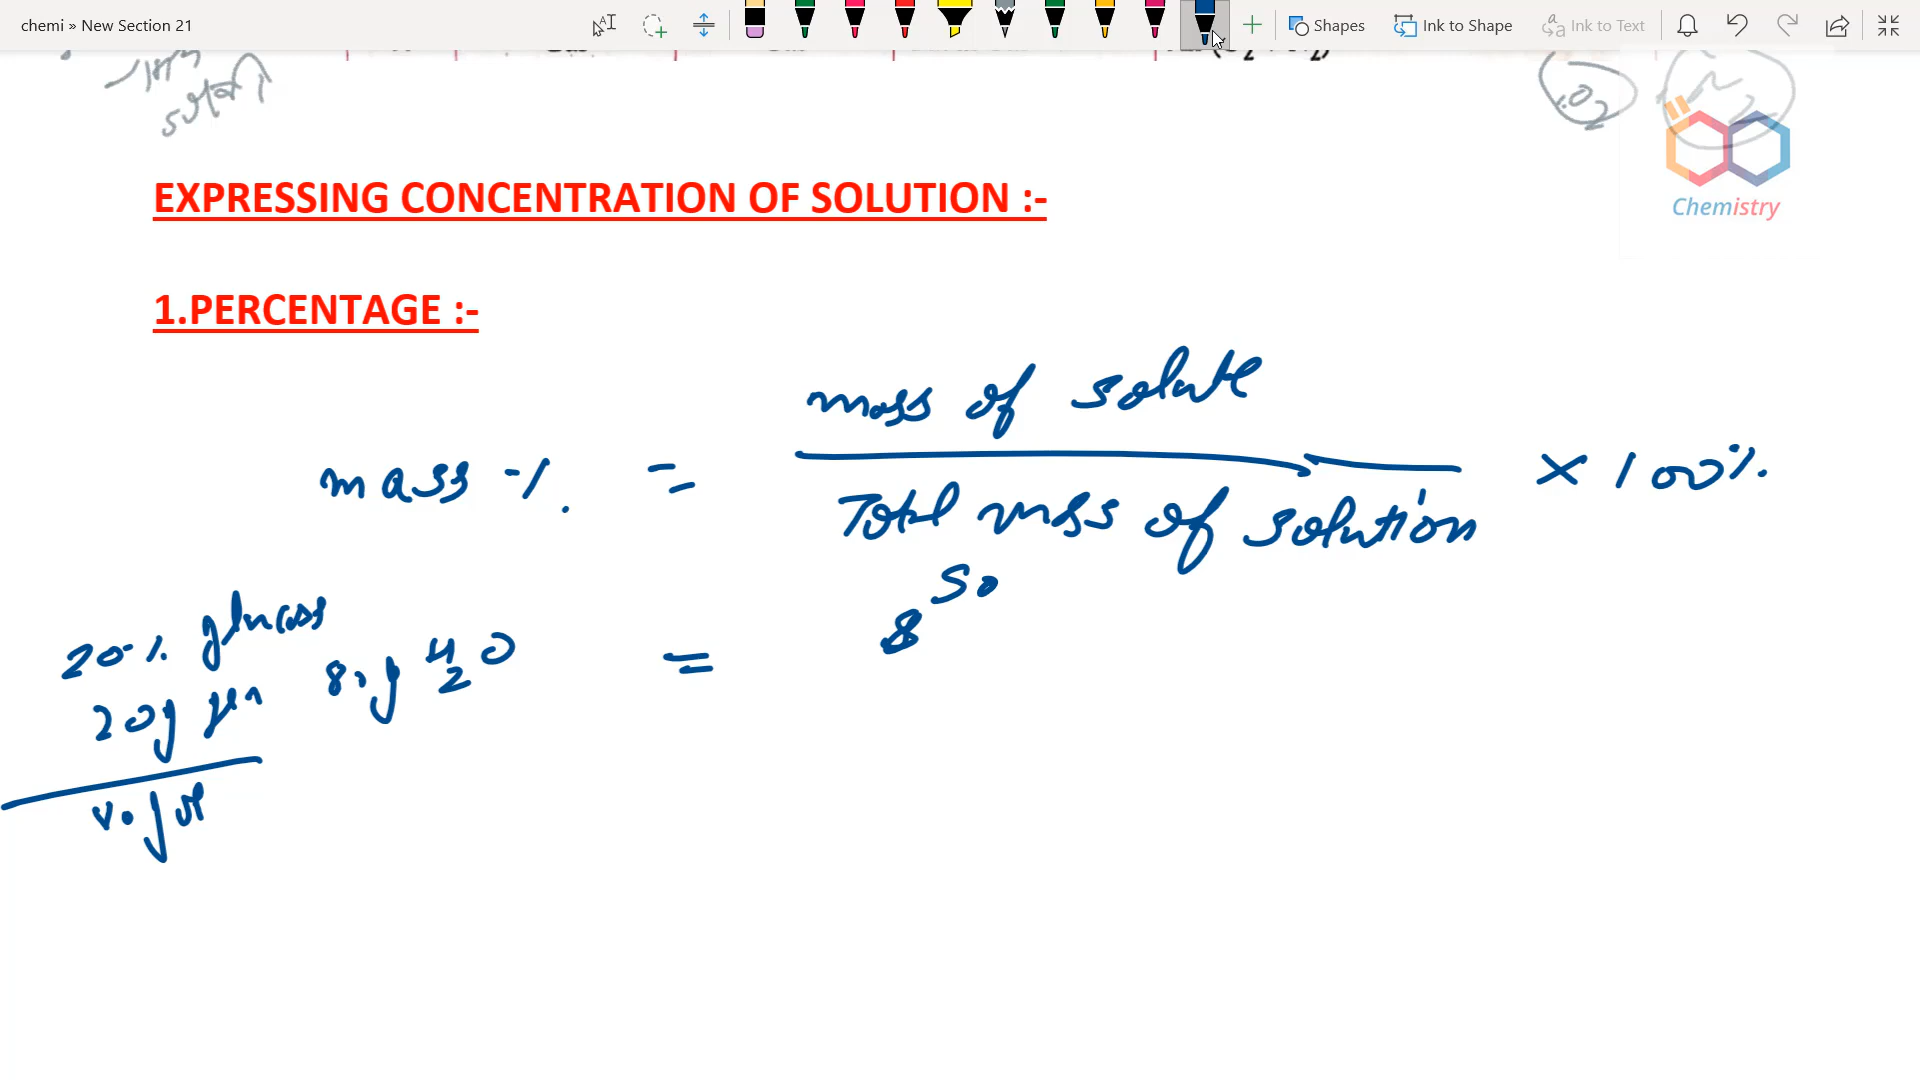 chemi » New Section 21
Shapes
Ink to Shape
Ink to Text
O2
Chemistry
EXPRESSING CONCENTRATION OF SOLUTION :-
1.PERCENTAGE :-
mass % = mass of solute / Total mass of solution × 100%
20% glucose
20g
80g H2O
=